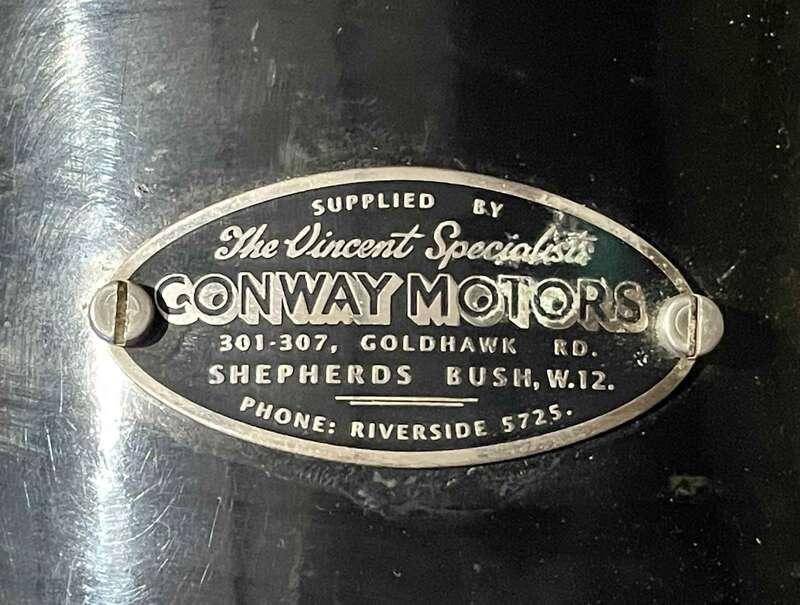 SUPPLIED BY
The Vincent Specialists
CONWAY MOTORS
301-307, GOLDHAWK RD.
SHEPHERDS BUSH, W.12.
PHONE: RIVERSIDE 5725.